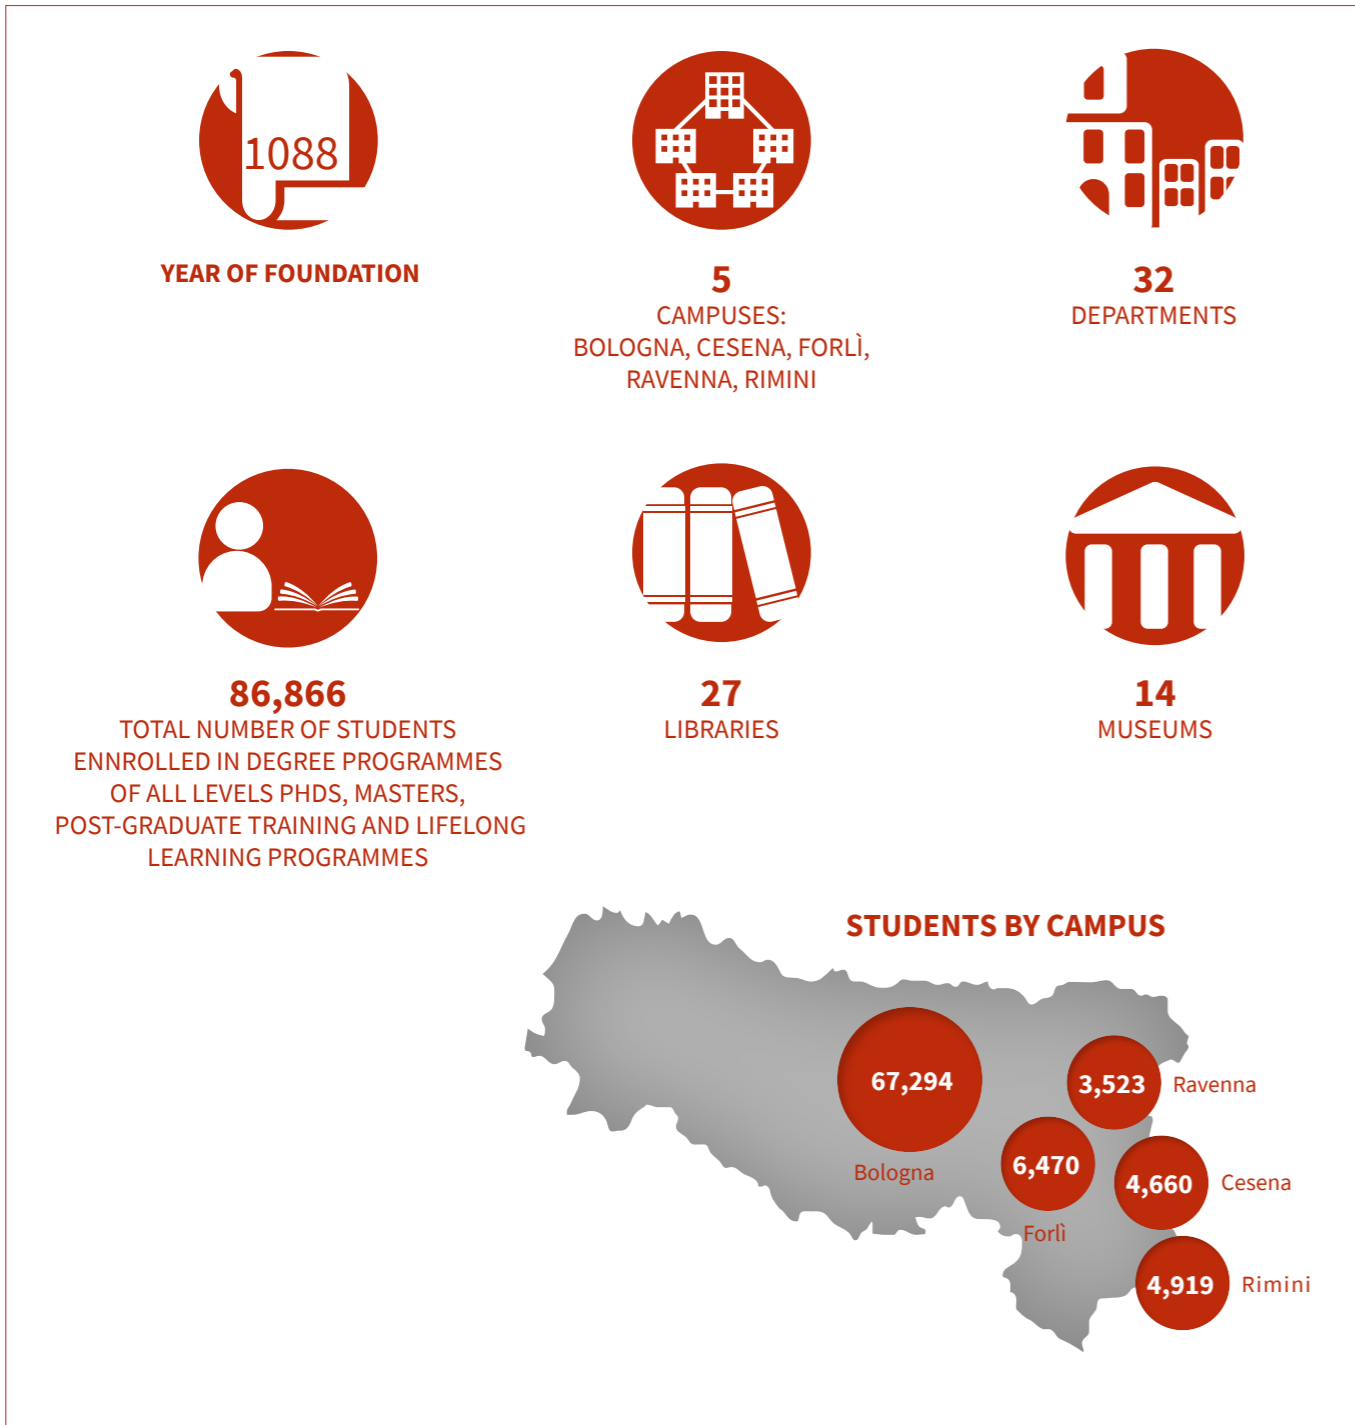 1088
YEAR OF FOUNDATION
5
CAMPUSES:
BOLOGNA, CESENA, FORLÌ,
RAVENNA, RIMINI
32
DEPARTMENTS
86,866
TOTAL NUMBER OF STUDENTS
ENNROLLED IN DEGREE PROGRAMMES
OF ALL LEVELS PHDS, MASTERS,
POST-GRADUATE TRAINING AND LIFELONG
LEARNING PROGRAMMES
27
LIBRARIES
14
MUSEUMS
STUDENTS BY CAMPUS
67,294
Bologna
3,523
Ravenna
6,470
Forlì
4,660
Cesena
4,919
Rimini